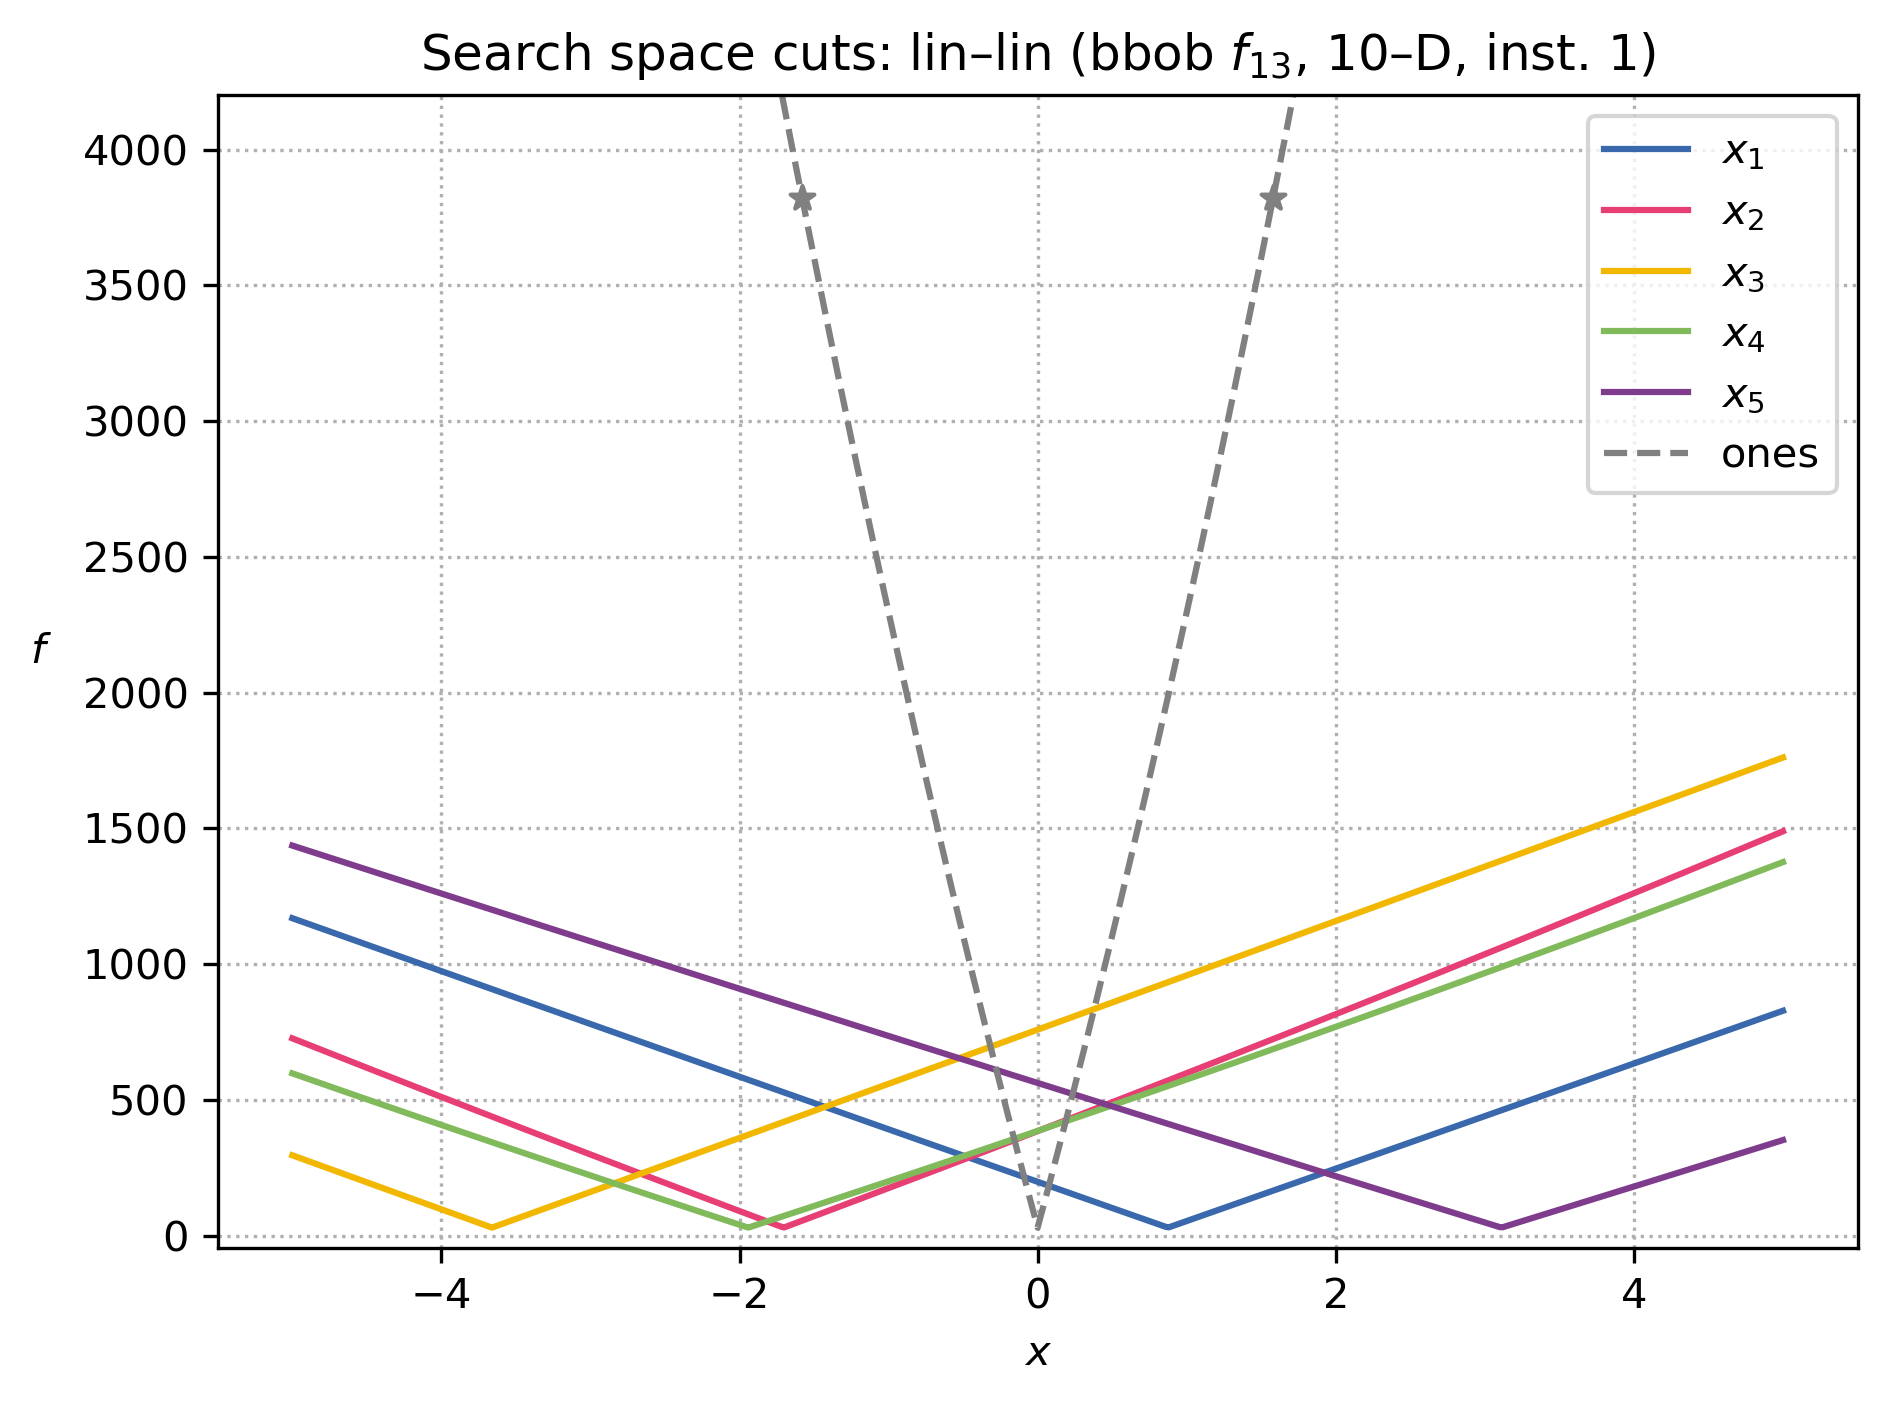 Search space cuts: lin–lin (bbob f₁₃, 10–D, inst. 1)
4000
3500
3000
2500
2000
1500
1000
500
0
f
−4
−2
0
2
4
x
x₁
x₂
x₃
x₄
x₅
ones